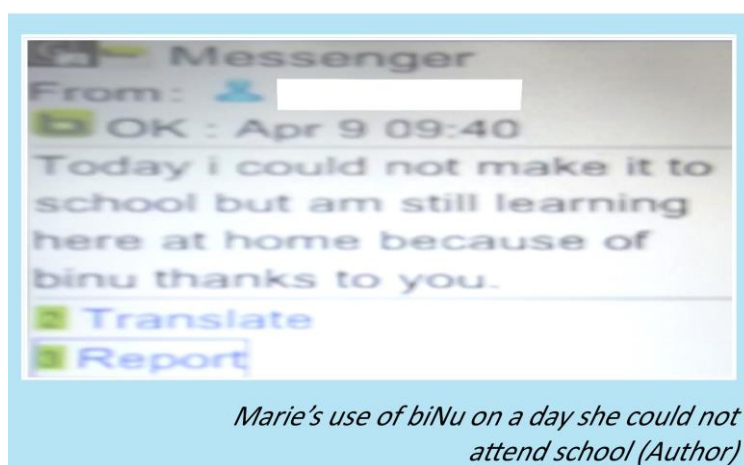 Messenger
From:
OK : Apr 9 09:40
Today i could not make it to
school but am still learning
here at home because of
binu thanks to you.
2 Translate
3 Report
Marie's use of biNu on a day she could not
attend school (Author)